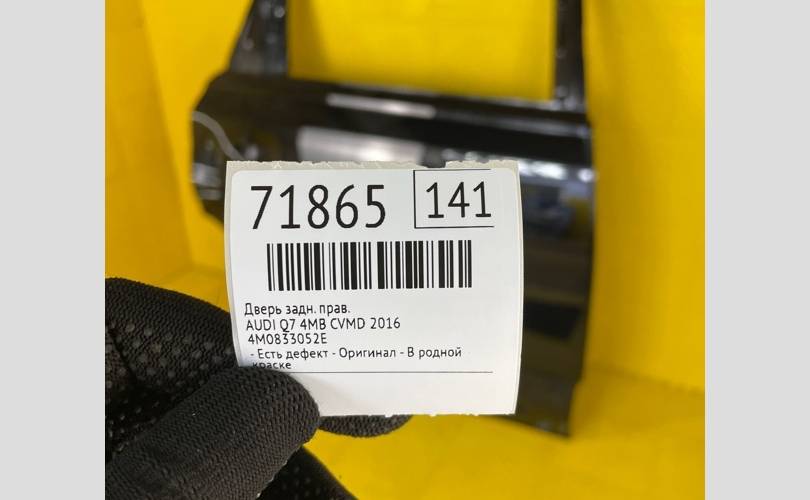 71865 141
Дверь задн. прав.
AUDI Q7 4MB CVMD 2016
4M0833052E
- Есть дефект - Оригинал - В родной
краске